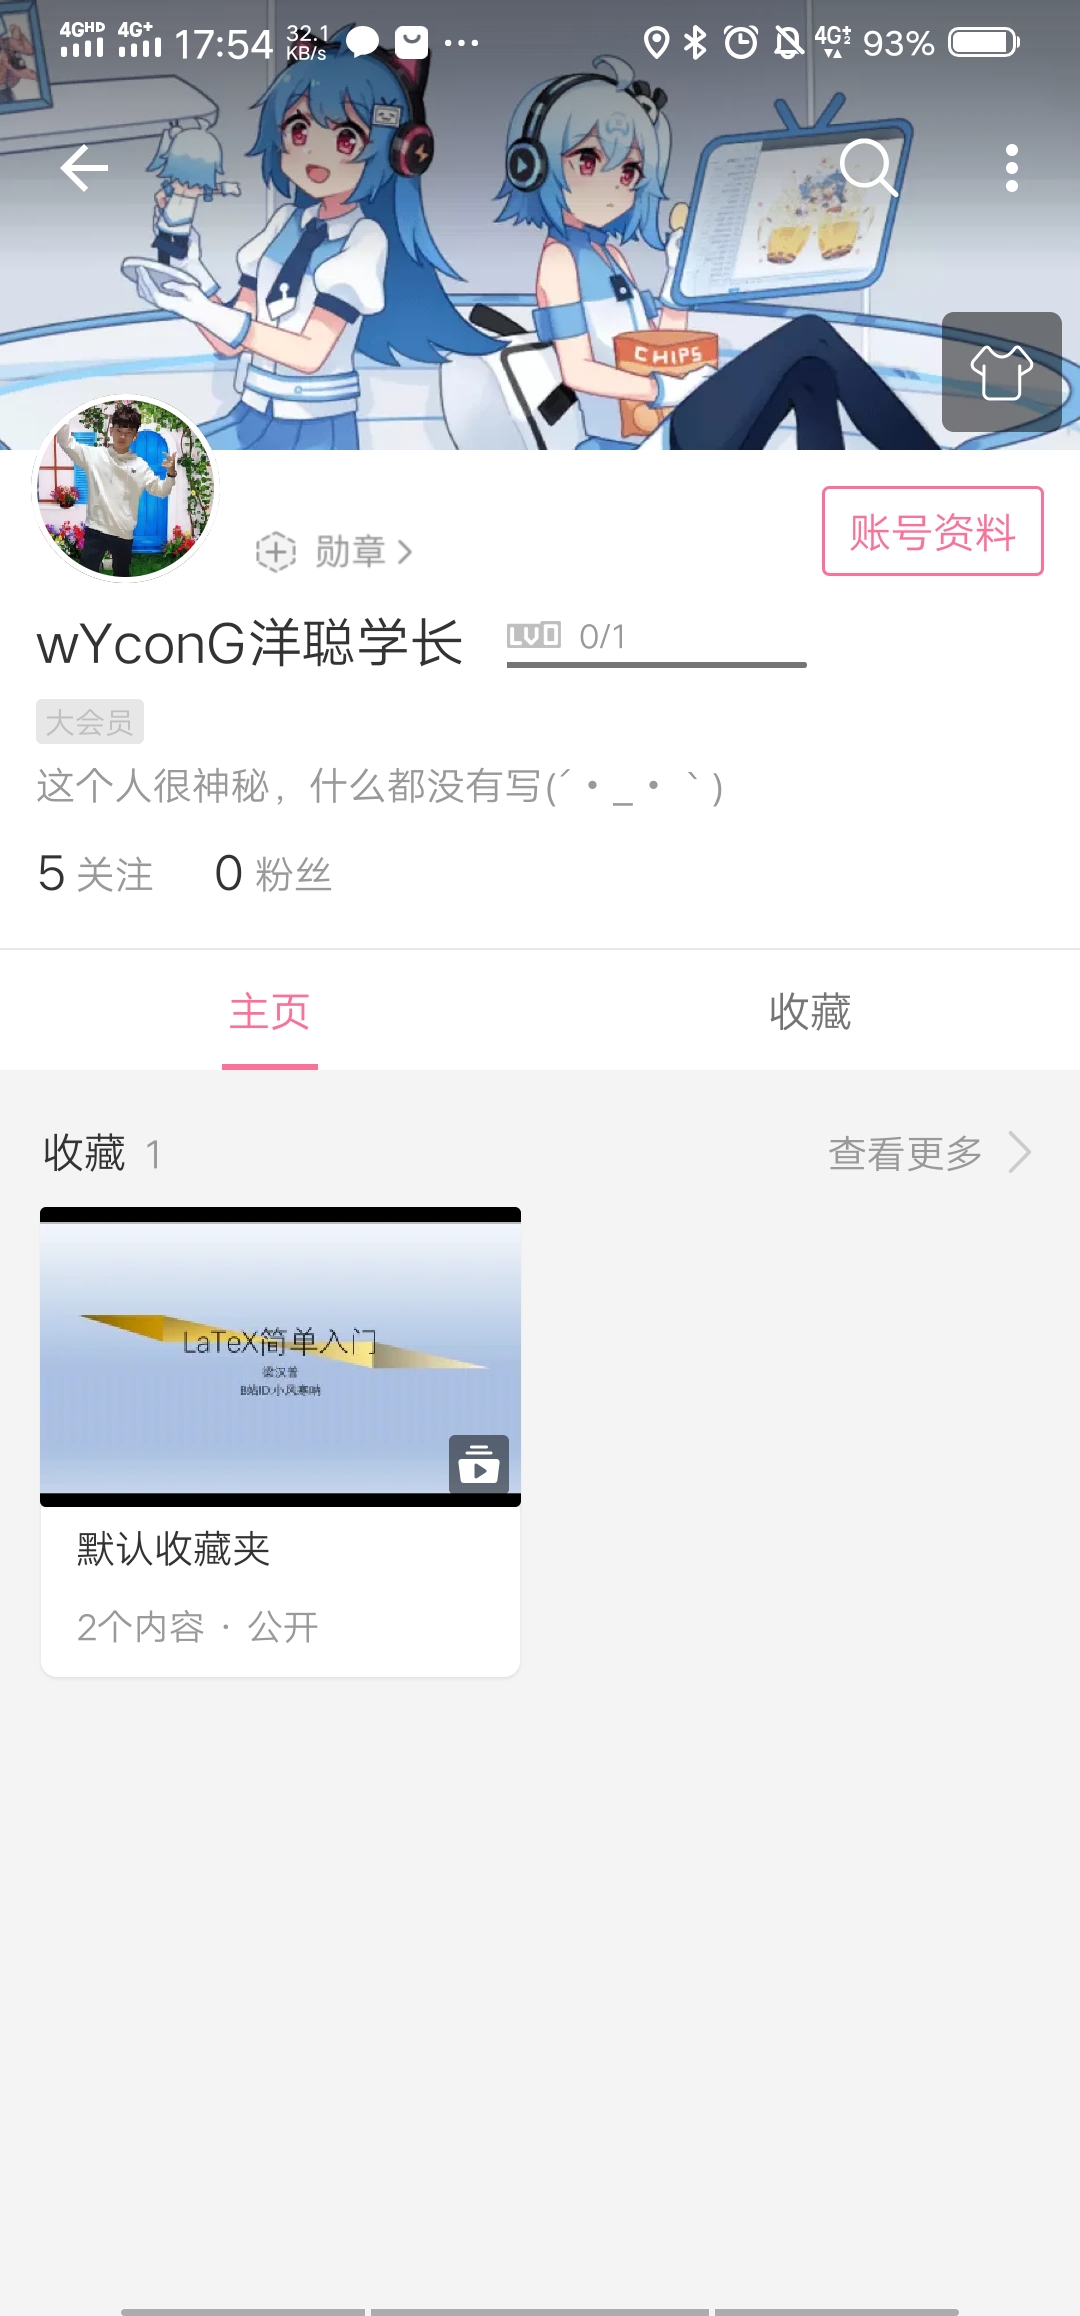 4GHD 4G+ 17:54 32.1 KB/s 4G± 2 93%
CHIPS
账号资料
勋章
wYconG洋聪学长 LV0 0/1
大会员
这个人很神秘，什么都没有写(´・_・｀)
5 关注 0 粉丝
主页 收藏
收藏 1 查看更多
LaTeX简单入门
B站ID:小风寒呐
默认收藏夹
2个内容 · 公开